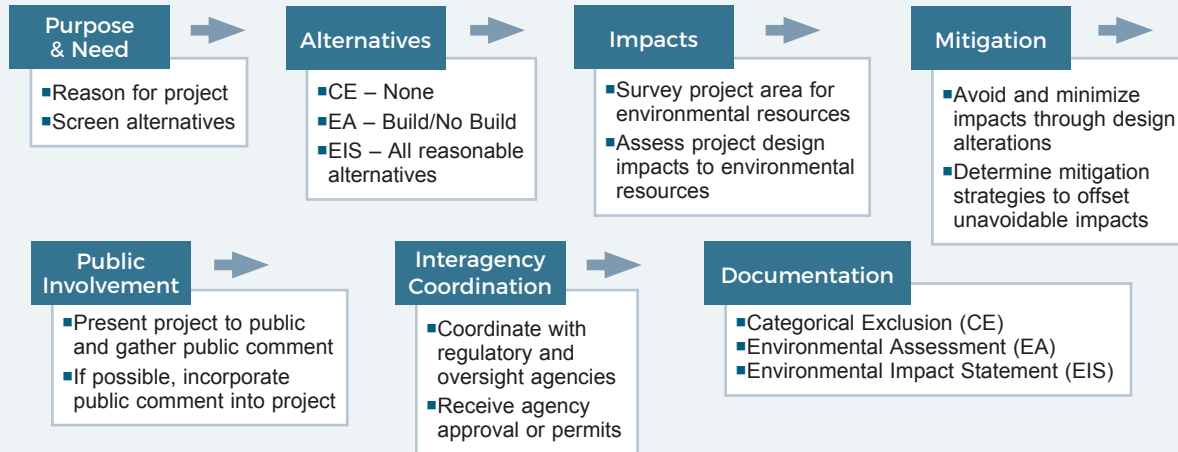 Purpose
& Need
■Reason for project
■Screen alternatives
Alternatives
■CE – None
■EA – Build/No Build
■EIS – All reasonable
alternatives
Impacts
■Survey project area for
environmental resources
■Assess project design
impacts to environmental
resources
Mitigation
■Avoid and minimize
impacts through design
alterations
■Determine mitigation
strategies to offset
unavoidable impacts
Public
Involvement
■Present project to public
and gather public comment
■If possible, incorporate
public comment into project
Interagency
Coordination
■Coordinate with
regulatory and
oversight agencies
■Receive agency
approval or permits
Documentation
■Categorical Exclusion (CE)
■Environmental Assessment (EA)
■Environmental Impact Statement (EIS)